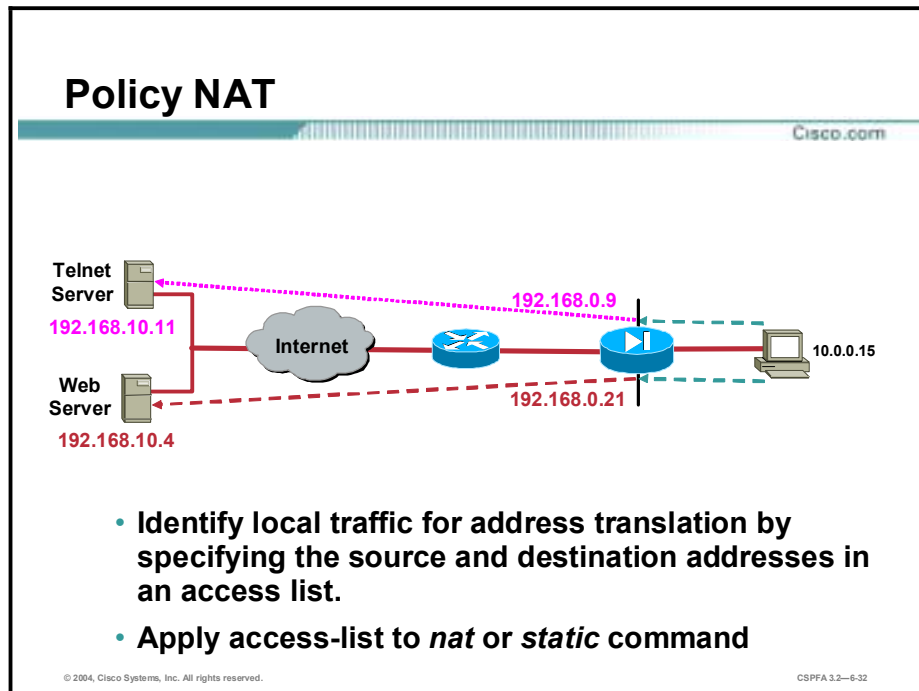 Policy NAT
Cisco.com
Telnet
Server
192.168.10.11
192.168.0.9
Internet
10.0.0.15
Web
Server
192.168.10.4
192.168.0.21
• Identify local traffic for address translation by
specifying the source and destination addresses in
an access list.
• Apply access-list to nat or static command
© 2004, Cisco Systems, Inc. All rights reserved.
CSPFA 3.2—6-32